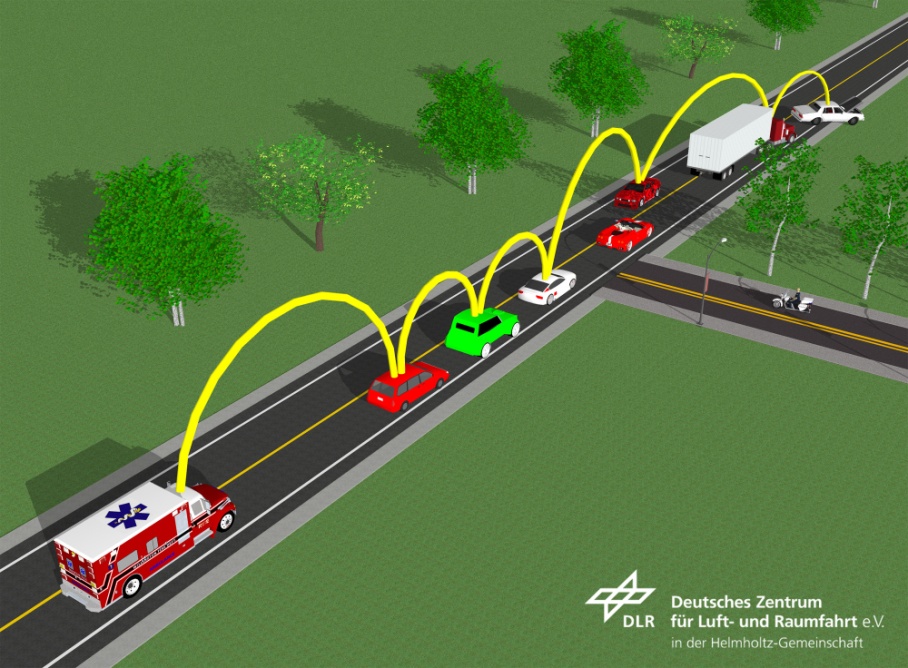 DLR
Deutsches Zentrum
für Luft- und Raumfahrt e.V.
in der Helmholtz-Gemeinschaft